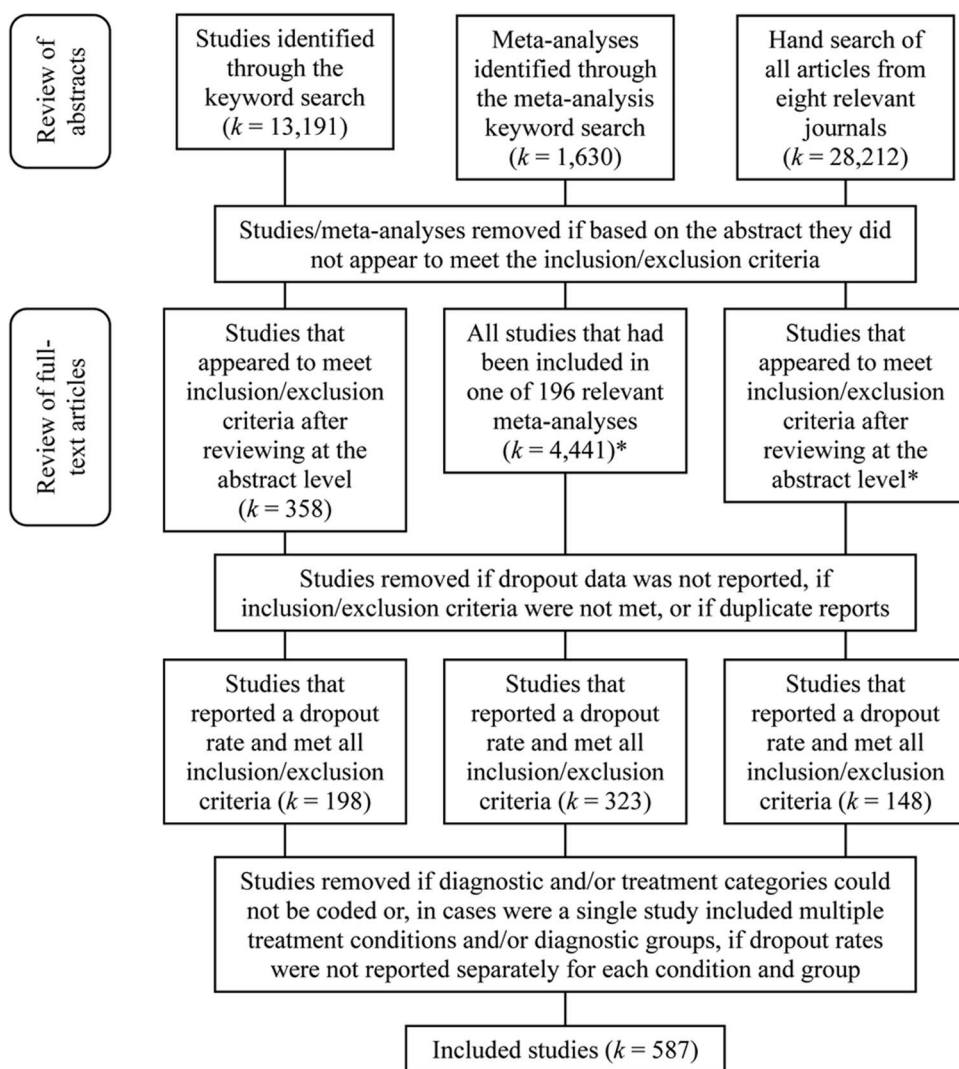 Review of
abstracts
Studies identified
through the
keyword search
(k = 13,191)
Meta-analyses
identified through
the meta-analysis
keyword search
(k = 1,630)
Hand search of
all articles from
eight relevant
journals
(k = 28,212)
Studies/meta-analyses removed if based on the abstract they did
not appear to meet the inclusion/exclusion criteria
Review of full-
text articles
Studies that
appeared to meet
inclusion/exclusion
criteria after
reviewing at the
abstract level
(k = 358)
All studies that had
been included in
one of 196 relevant
meta-analyses
(k = 4,441)*
Studies that
appeared to meet
inclusion/exclusion
criteria after
reviewing at the
abstract level*
Studies removed if dropout data was not reported, if
inclusion/exclusion criteria were not met, or if duplicate reports
Studies that
reported a dropout
rate and met all
inclusion/exclusion
criteria (k = 198)
Studies that
reported a dropout
rate and met all
inclusion/exclusion
criteria (k = 323)
Studies that
reported a dropout
rate and met all
inclusion/exclusion
criteria (k = 148)
Studies removed if diagnostic and/or treatment categories could
not be coded or, in cases were a single study included multiple
treatment conditions and/or diagnostic groups, if dropout rates
were not reported separately for each condition and group
Included studies (k = 587)